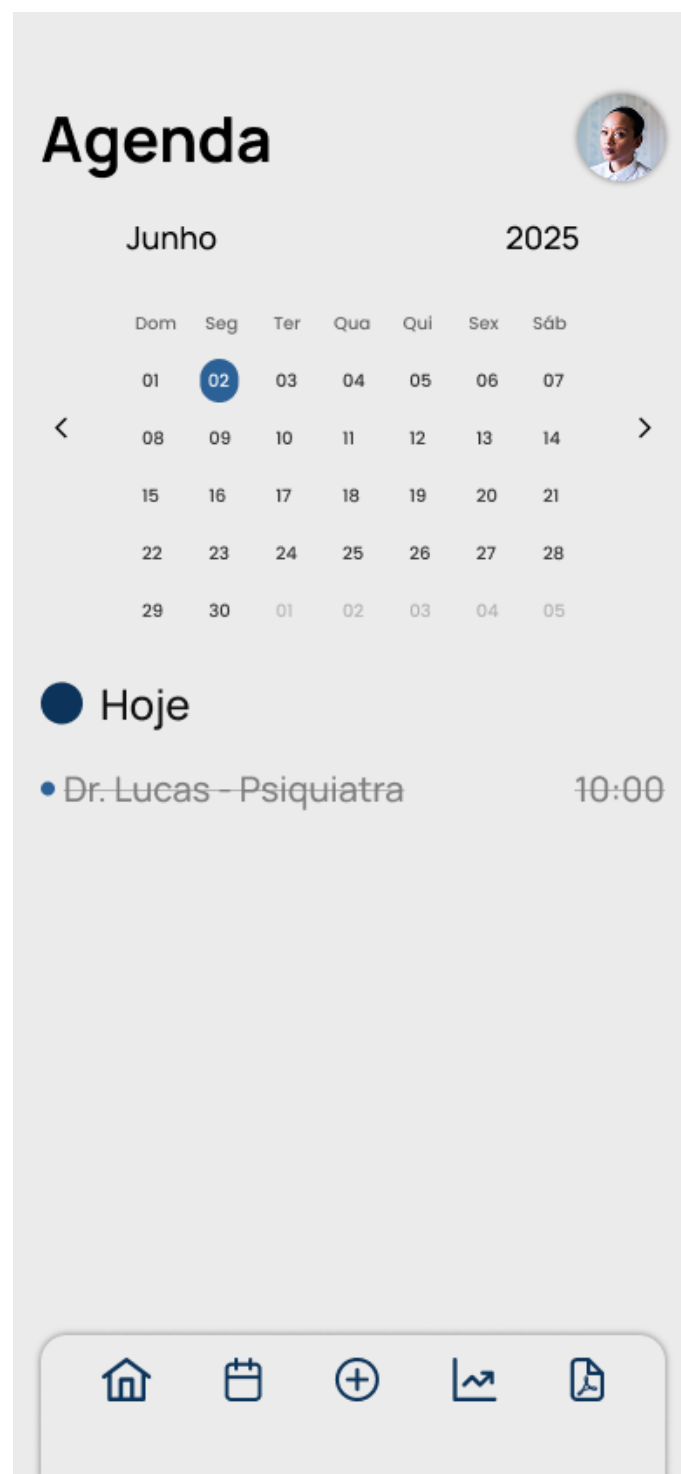 Agenda
Junho 2025
Dom Seg Ter Qua Qui Sex Sáb
01 02 03 04 05 06 07
08 09 10 11 12 13 14
15 16 17 18 19 20 21
22 23 24 25 26 27 28
29 30 01 02 03 04 05
Hoje
Dr. Lucas - Psiquiatra 10:00